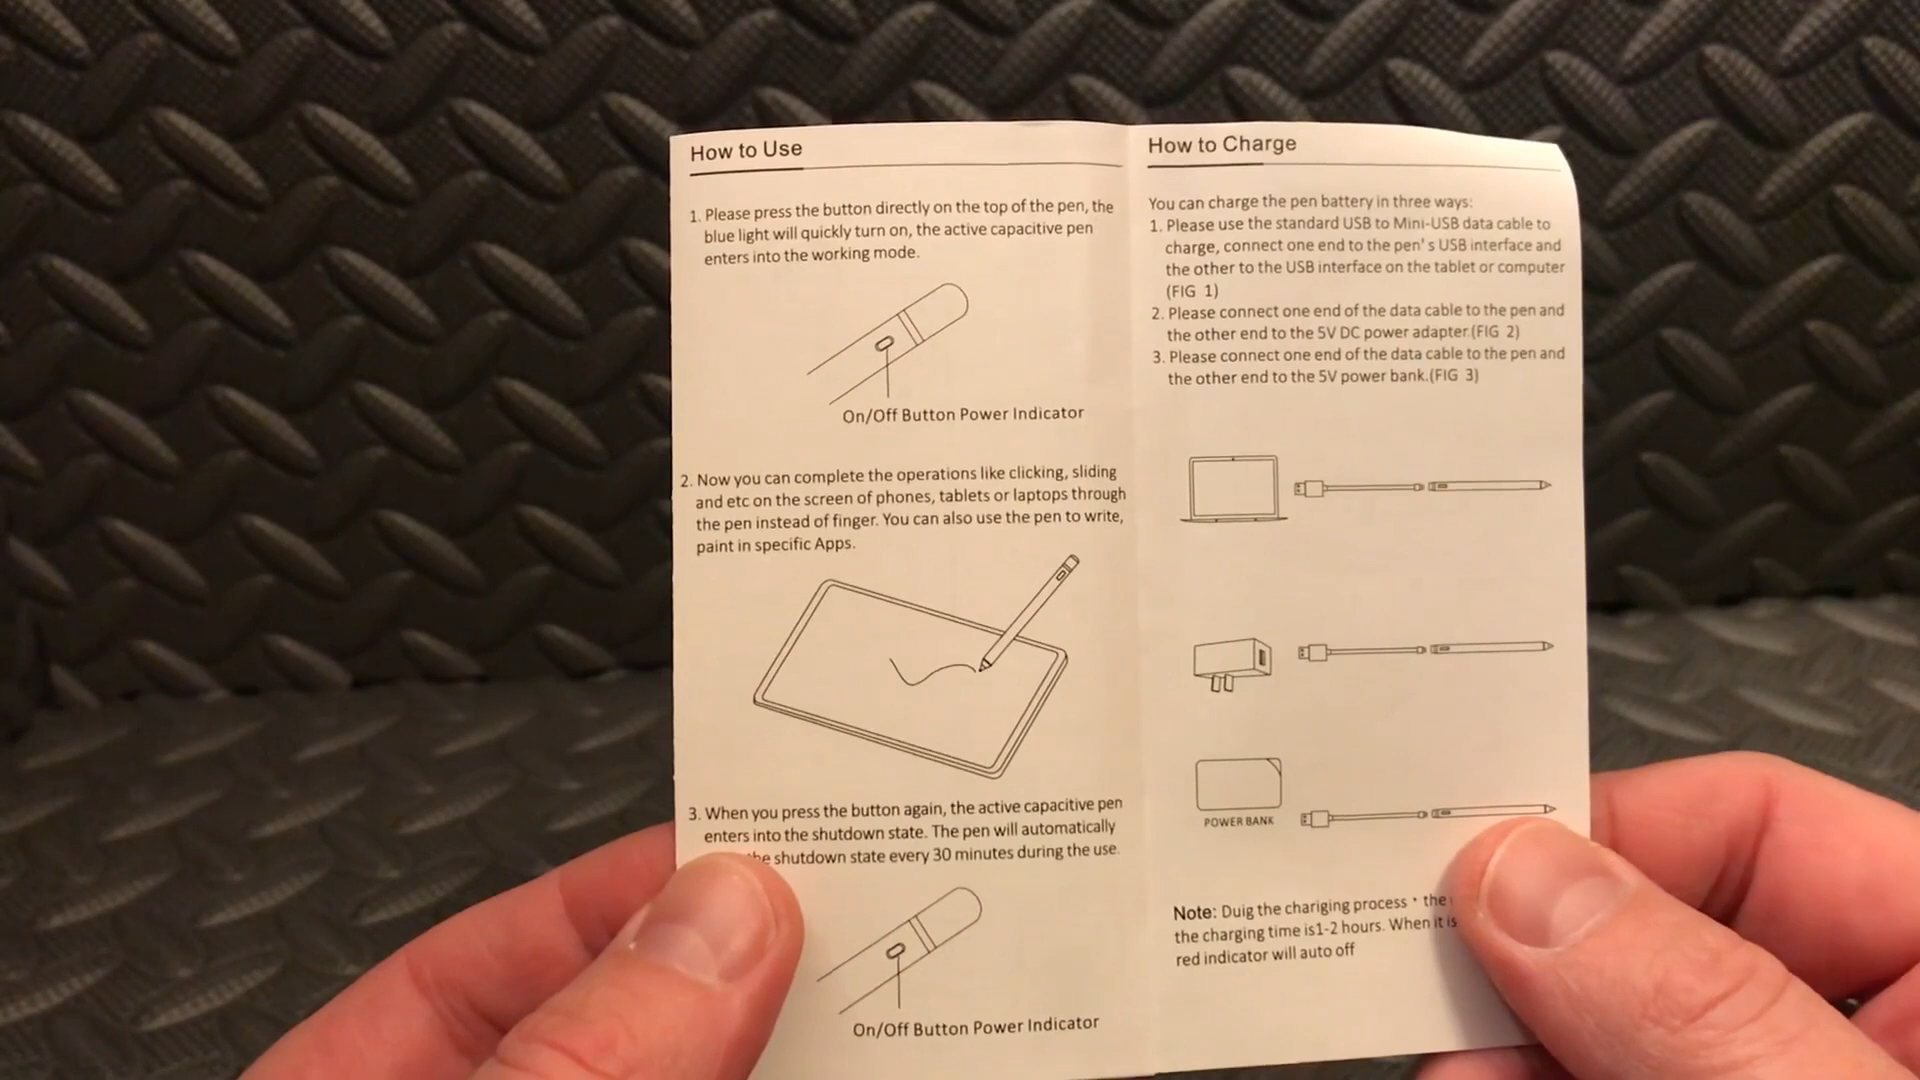 How to Use
1. Please press the button directly on the top of the pen, the
blue light will quickly turn on, the active capacitive pen
enters into the working mode.
On/Off Button Power Indicator
2. Now you can complete the operations like clicking, sliding
and etc on the screen of phones, tablets or laptops through
the pen instead of finger. You can also use the pen to write,
paint in specific Apps.
3. When you press the button again, the active capacitive pen
enters into the shutdown state. The pen will automatically
the shutdown state every 30 minutes during the use.
On/Off Button Power Indicator
How to Charge
You can charge the pen battery in three ways:
1. Please use the standard USB to Mini-USB data cable to
charge, connect one end to the pen's USB interface and
the other to the USB interface on the tablet or computer
(FIG 1)
2. Please connect one end of the data cable to the pen and
the other end to the 5V DC power adapter.(FIG 2)
3. Please connect one end of the data cable to the pen and
the other end to the 5V power bank.(FIG 3)
POWER BANK
Note: Duig the chariging process · the
the charging time is1-2 hours. When it is
red indicator will auto off